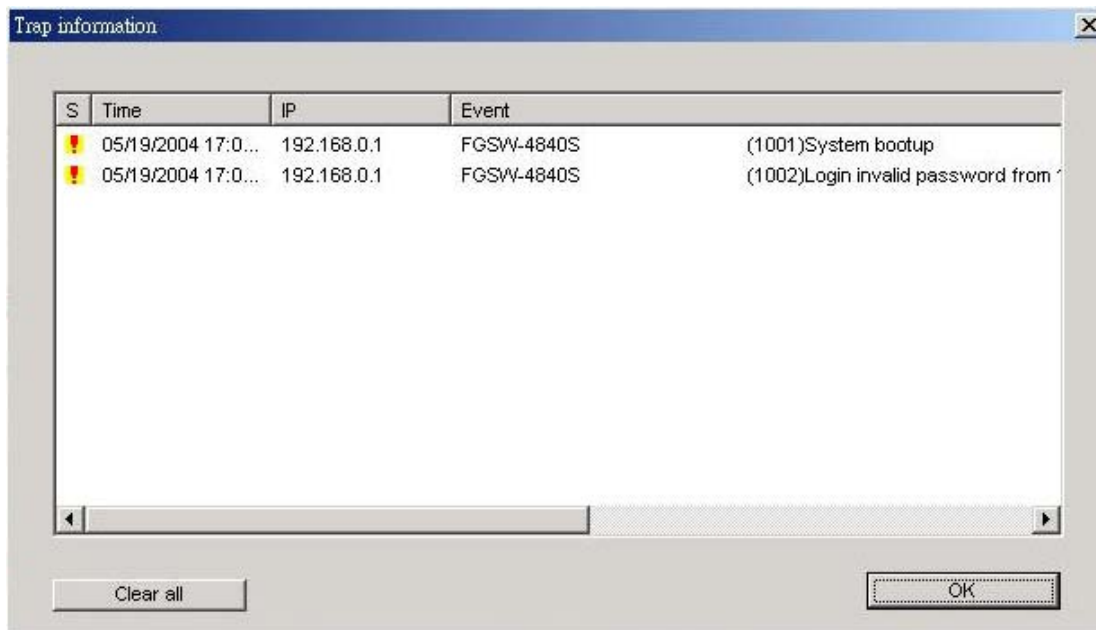 Trap information
S Time IP Event
05/19/2004 17:0... 192.168.0.1 FGSW-4840S (1001)System bootup
05/19/2004 17:0... 192.168.0.1 FGSW-4840S (1002)Login invalid password from
Clear all
OK